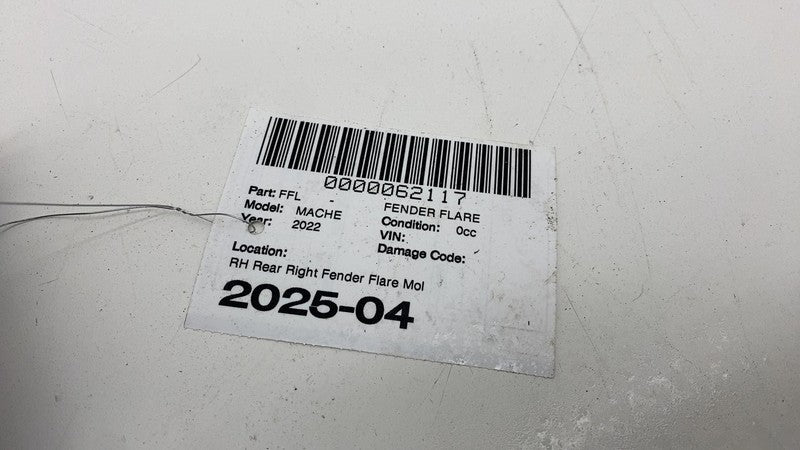 0000062117
Part: FFL - FENDER FLARE
Model: MACHE Condition: 0cc
Year: 2022 VIN:
Damage Code:
Location:
RH Rear Right Fender Flare Mol
2025-04